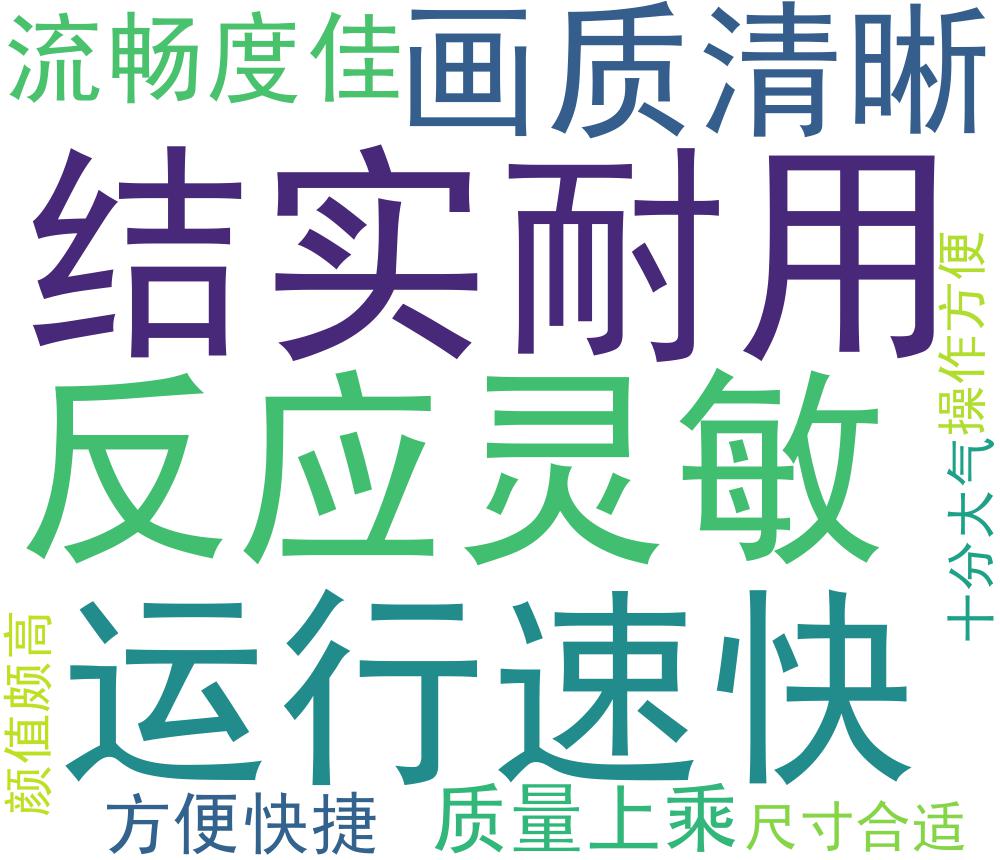 流畅度佳
画质清晰
结实耐用
操作方便
反应灵敏
十分大气
运行速快
颜值颇高
方便快捷
质量上乘
尺寸合适